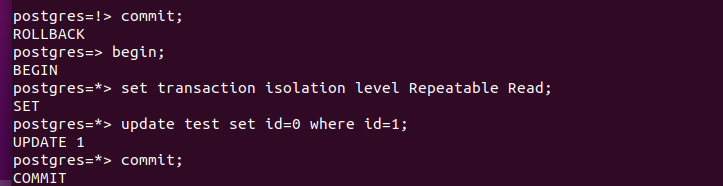 postgres=!> commit;
ROLLBACK
postgres=> begin;
BEGIN
postgres=*> set transaction isolation level Repeatable Read;
SET
postgres=*> update test set id=0 where id=1;
UPDATE 1
postgres=*> commit;
COMMIT